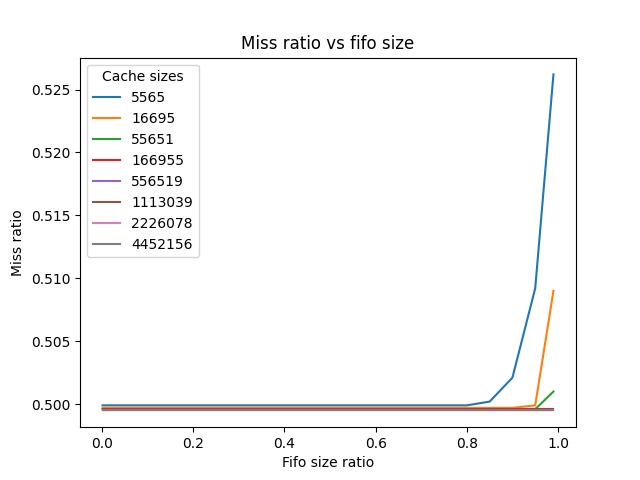 Miss ratio vs fifo size
Cache sizes
5565
16695
55651
166955
556519
1113039
2226078
4452156
Miss ratio
0.525
0.520
0.515
0.510
0.505
0.500
0.0 0.2 0.4 0.6 0.8 1.0
Fifo size ratio